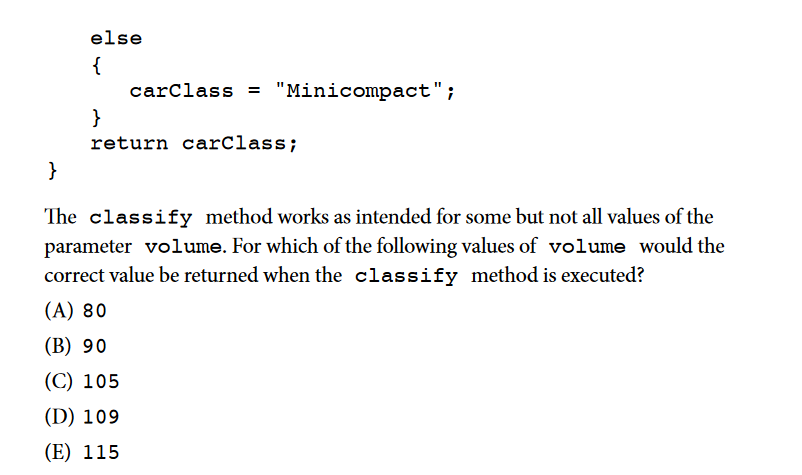 else
{
carClass = "Minicompact";
}
return carClass;
}
The classify method works as intended for some but not all values of the
parameter volume. For which of the following values of volume would the
correct value be returned when the classify method is executed?
(A) 80
(B) 90
(C) 105
(D) 109
(E) 115